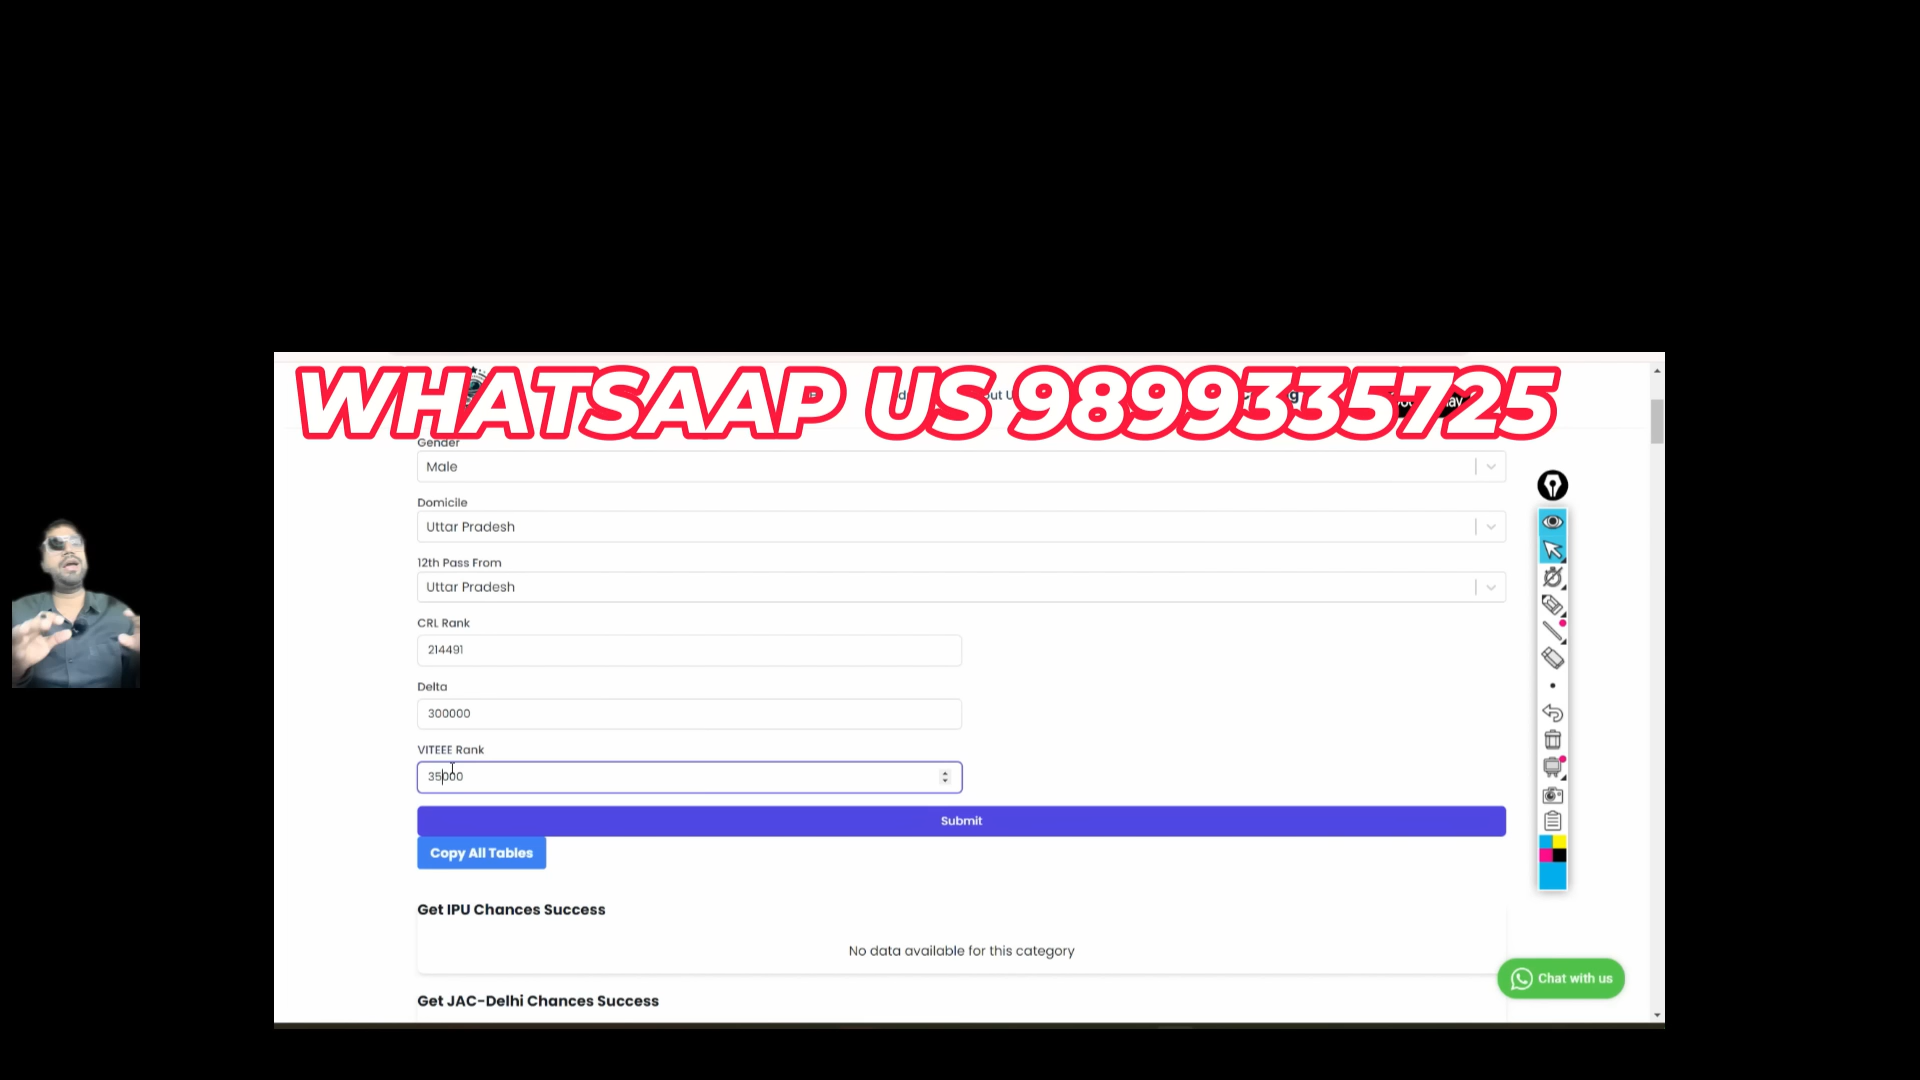 WHATSAAP US 9899335725
Gender
Male
Domicile
Uttar Pradesh
12th Pass From
Uttar Pradesh
CRL Rank
214491
Delta
300000
VITEEE Rank
35000
Submit
Copy All Tables
Get IPU Chances Success
No data available for this category
Chat with us
Get JAC-Delhi Chances Success